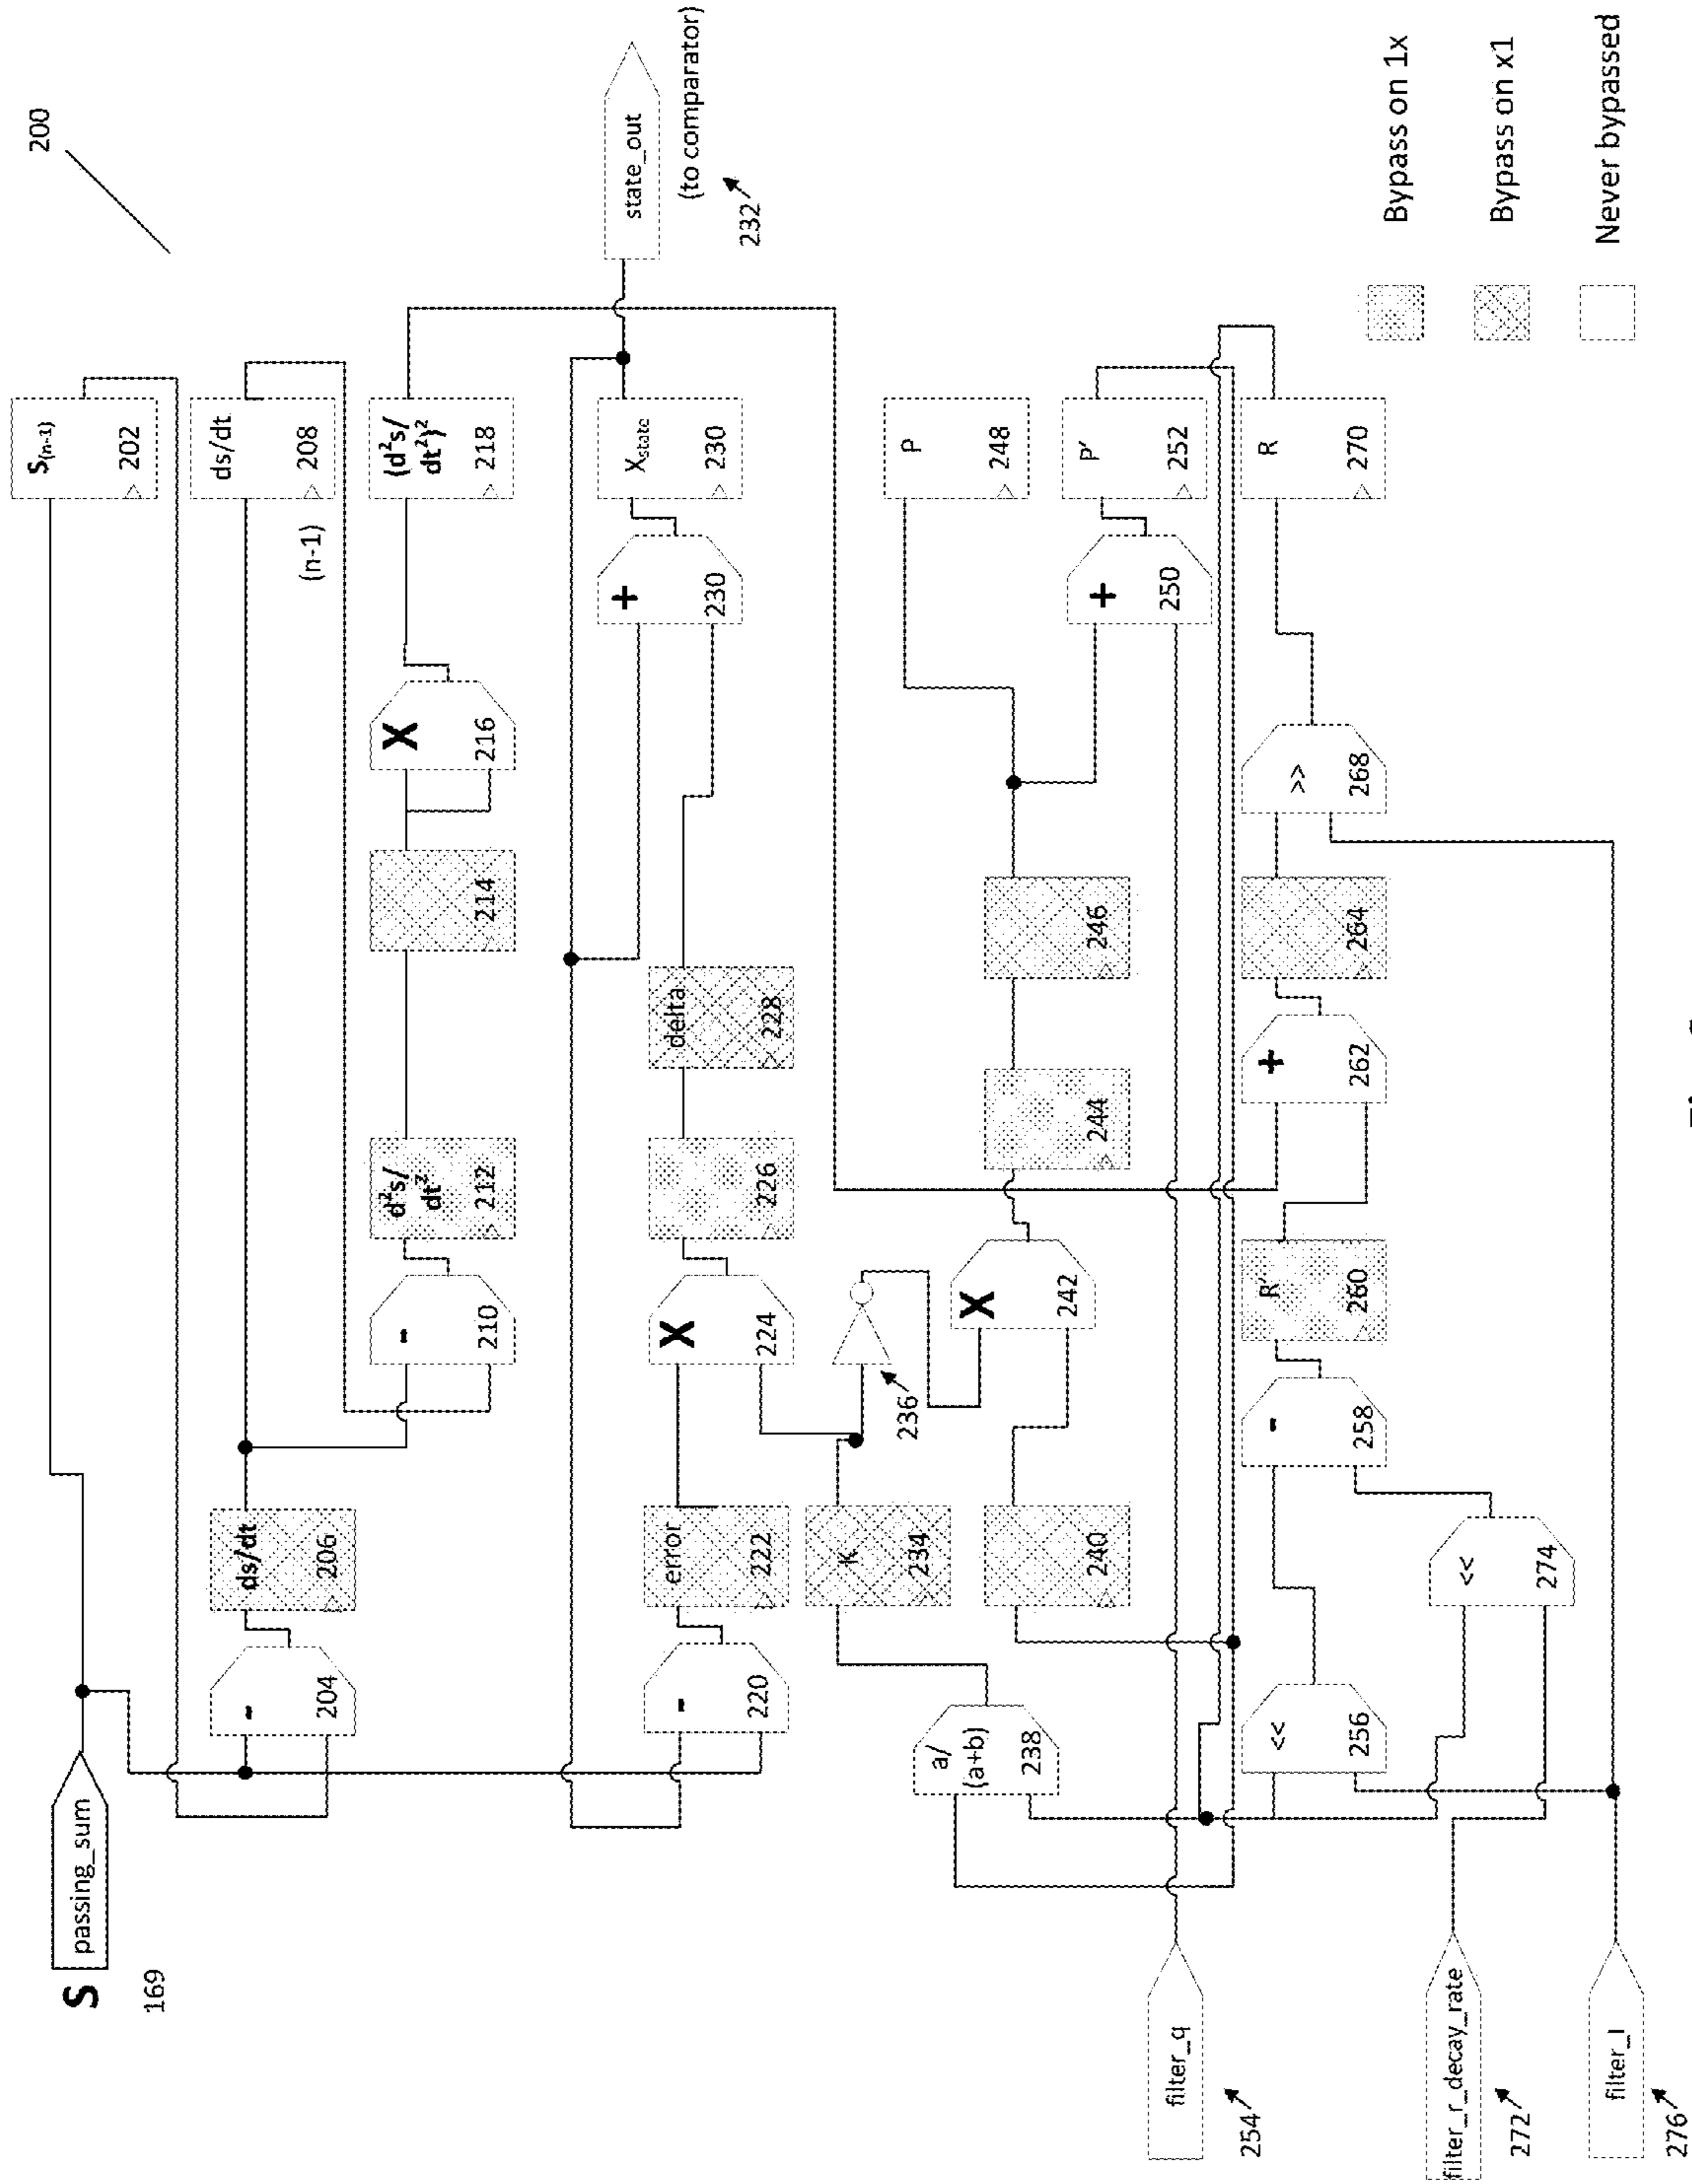 200
S
passing_sum
169
-
204
ds/dt
206
S(n-1)
202
ds/dt
208
(n-1)
-
210
d²s/
dt²
212
214
X
216
(d²s/
dt²)²
218
-
220
error
222
X
224
226
delta
228
+
230
Xstate
230
state_out
(to comparator)
232
a/
(a+b)
238
K
234
236
240
X
242
244
246
P
248
+
250
P'
252
filter_q
254
<<
256
-
258
R'
260
+
262
264
>>
268
R
270
<<
274
filter_r_decay_rate
272
filter_l
276
Bypass on 1x
Bypass on x1
Never bypassed